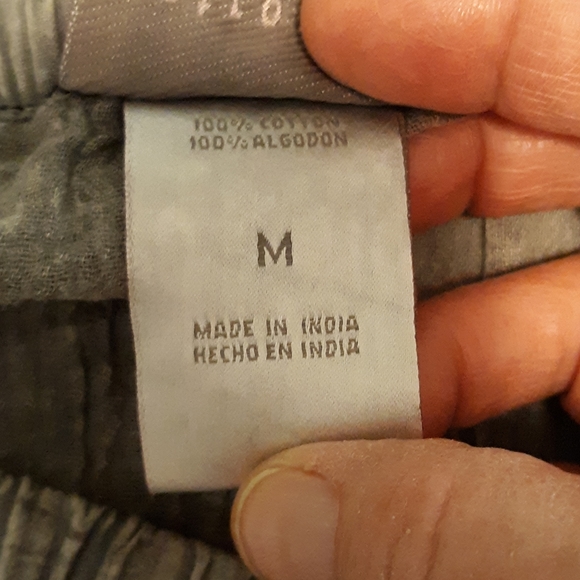 100% COTTON
100% ALGODON
M
MADE IN INDIA
HECHO EN INDIA